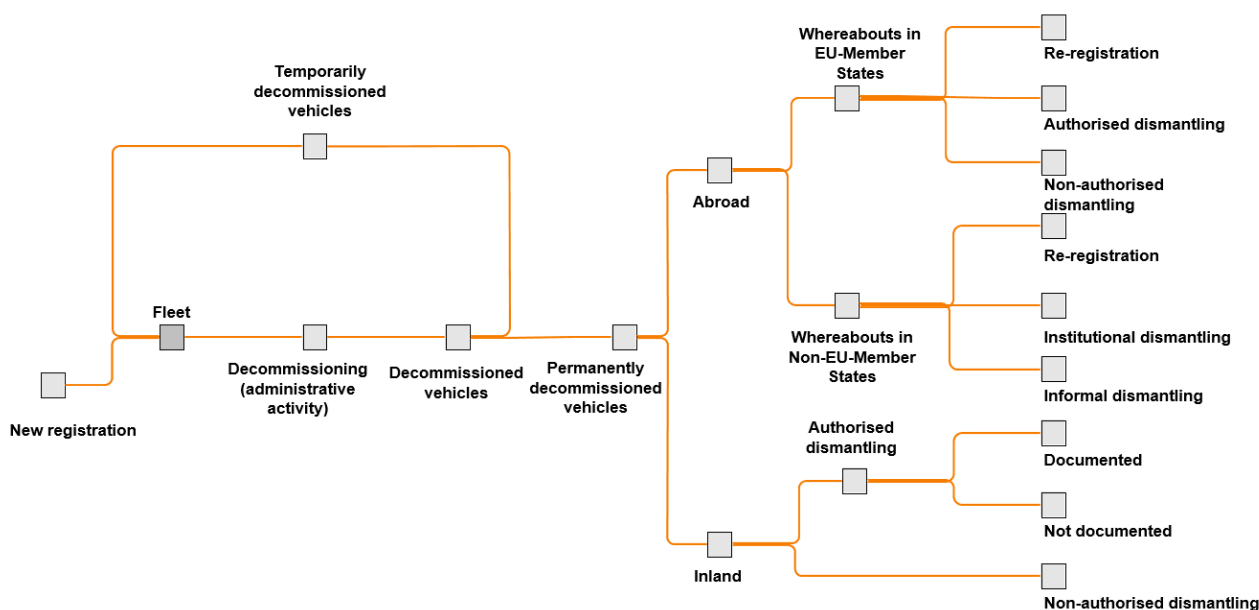 Temporarily
decommissioned
vehicles
Fleet
New registration
Decommissioning
(administrative
activity)
Decommissioned
vehicles
Permanently
decommissioned
vehicles
Abroad
Inland
Whereabouts in
EU-Member
States
Whereabouts in
Non-EU-Member
States
Authorised
dismantling
Re-registration
Authorised dismantling
Non-authorised
dismantling
Re-registration
Institutional dismantling
Informal dismantling
Documented
Not documented
Non-authorised dismantling